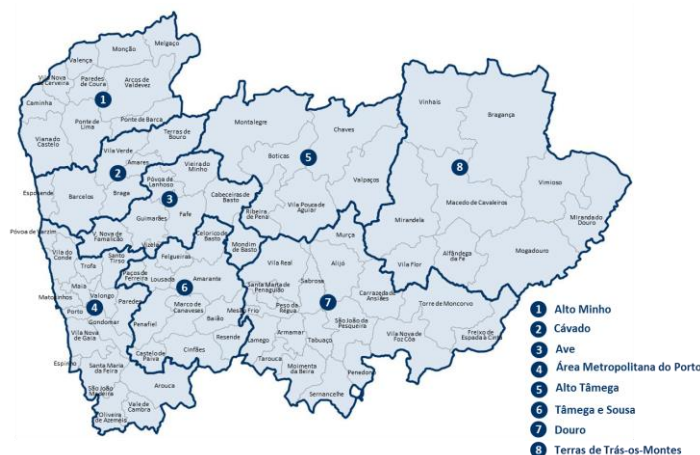 Melgaço
Monção
Valença
Vila Nova
de Cerveira
Paredes
de Coura
Arcos de
Valdevez
Caminha
1
Ponte de
Lima
Ponte da Barca
Viana do
Castelo
Terras de
Bouro
Vila Verde
Amares
2
Esposende
Barcelos
Braga
Vieira do
Minho
Póvoa de
Lanhoso
3
Cabeceiras de
Basto
Guimarães
Fafe
V. Nova de
Famalicão
Vizela
Celorico de
Basto
Mondim
de Basto
Montalegre
Chaves
Boticas
5
Valpaços
Ribeira
de Pena
Vila Pouca de
Aguiar
Vinhais
Bragança
8
Vimioso
Macedo de Cavaleiros
Miranda do
Douro
Mirandela
Mogadouro
Alfândega
da Fé
Vila Flor
Póvoa de Varzim
Vila do
Conde
Santo
Tirso
Trofa
Maia
Matosinhos
Valongo
4
Porto
Gondomar
Paredes
Vila Nova
de Gaia
Espinho
Santa Maria
da Feira
Arouca
São João
Madeira
Vale de
Cambra
Oliveira
de Azeméis
Felgueiras
Paços de
Ferreira
Lousada
Amarante
6
Marco de
Canaveses
Penafiel
Baião
Mesão Frio
Resende
Castelo de
Paiva
Cinfães
Murça
Vila Real
Alijó
Sabrosa
Santa Marta de
Penaguião
Carrazeda de
Ansiães
7
Peso da
Régua
São João da
Pesqueira
Torre de Moncorvo
Armamar
Tabuaço
Lamego
Vila Nova de
Foz Côa
Freixo de
Espada à Cinta
Tarouca
Moimenta
da Beira
Penedono
Sernancelhe
1 Alto Minho
2 Cávado
3 Ave
4 Área Metropolitana do Porto
5 Alto Tâmega
6 Tâmega e Sousa
7 Douro
8 Terras de Trás-os-Montes